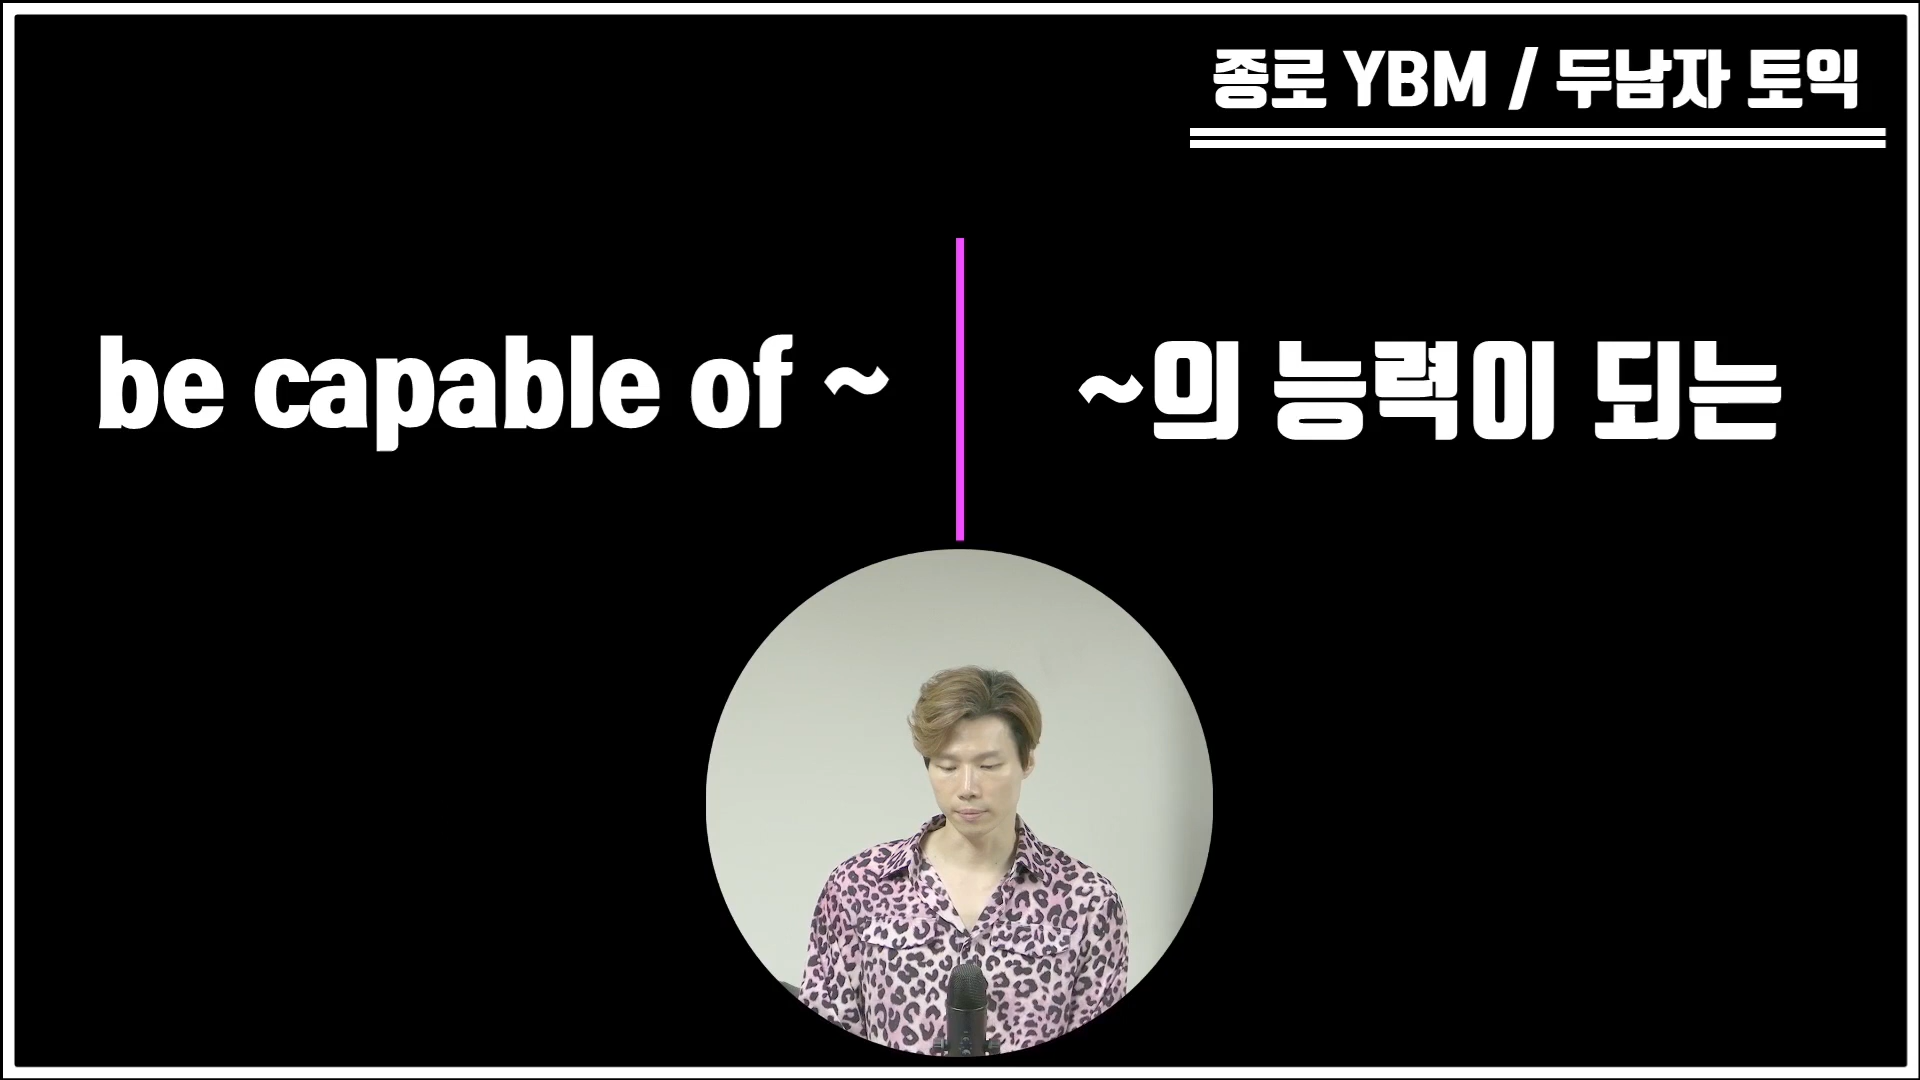 종로 YBM / 두남자 토익
be capable of ~
~의 능력이 되는